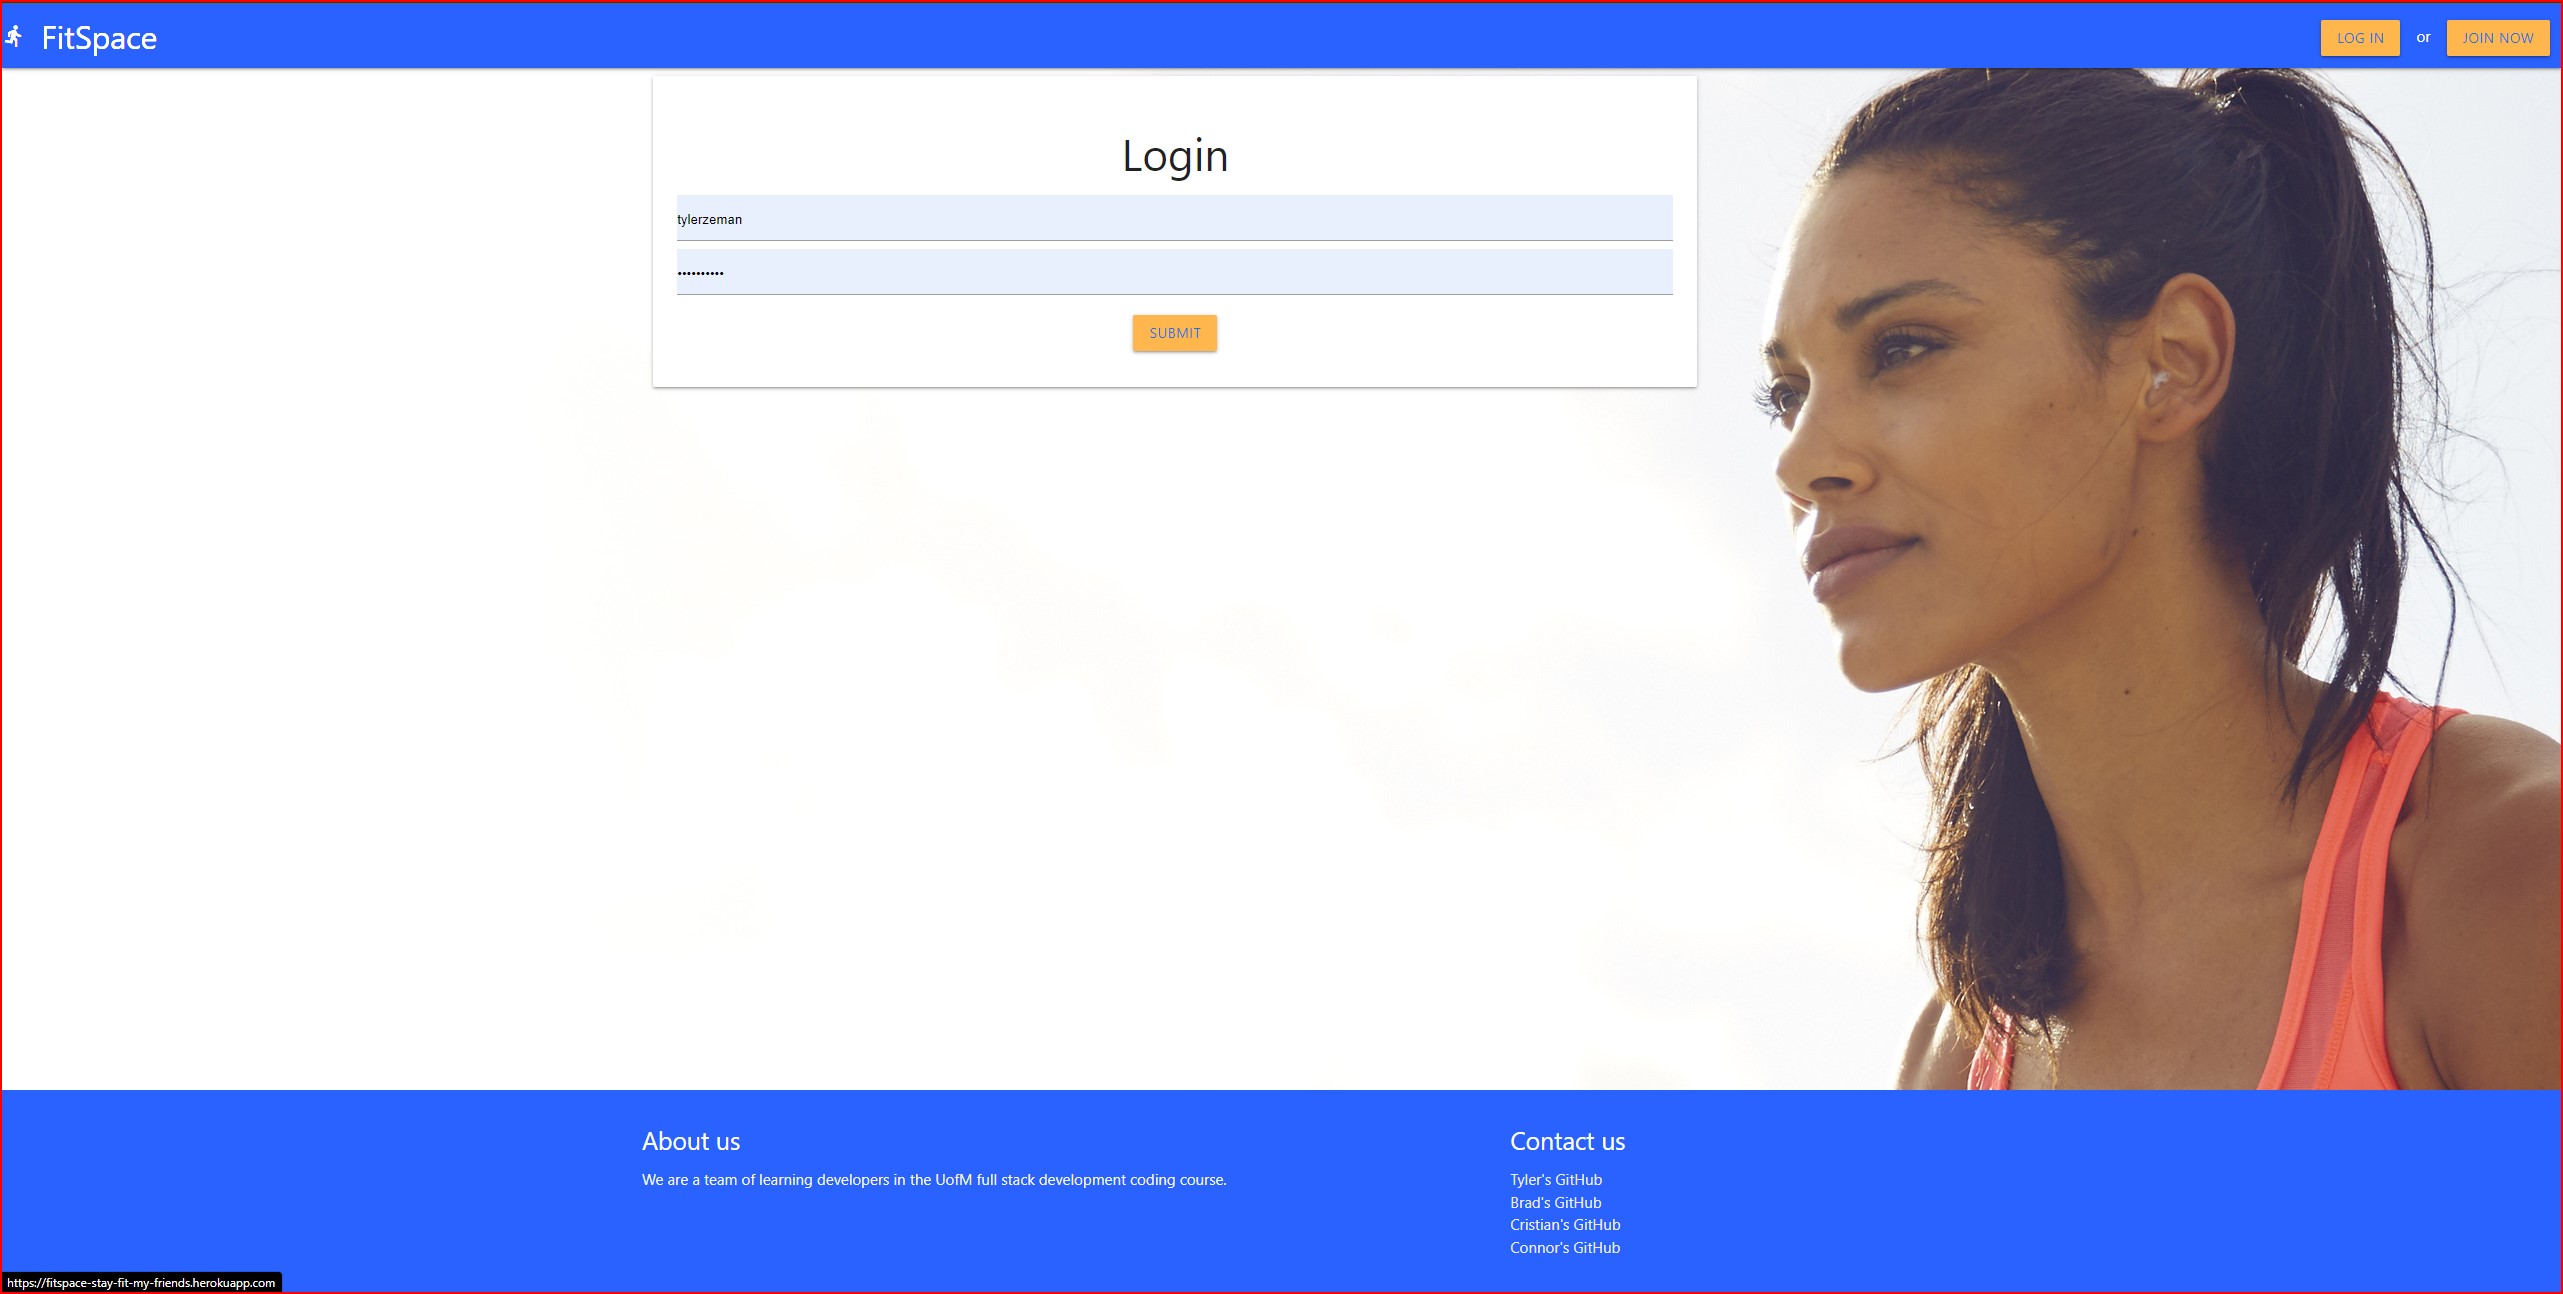 FitSpace
LOG IN or JOIN NOW
Login
tylerzeman
••••••••••
SUBMIT
About us
We are a team of learning developers in the UofM full stack development coding course.
Contact us
Tyler's GitHub
Brad's GitHub
Cristian's GitHub
Connor's GitHub
https://fitspace-stay-fit-my-friends.herokuapp.com